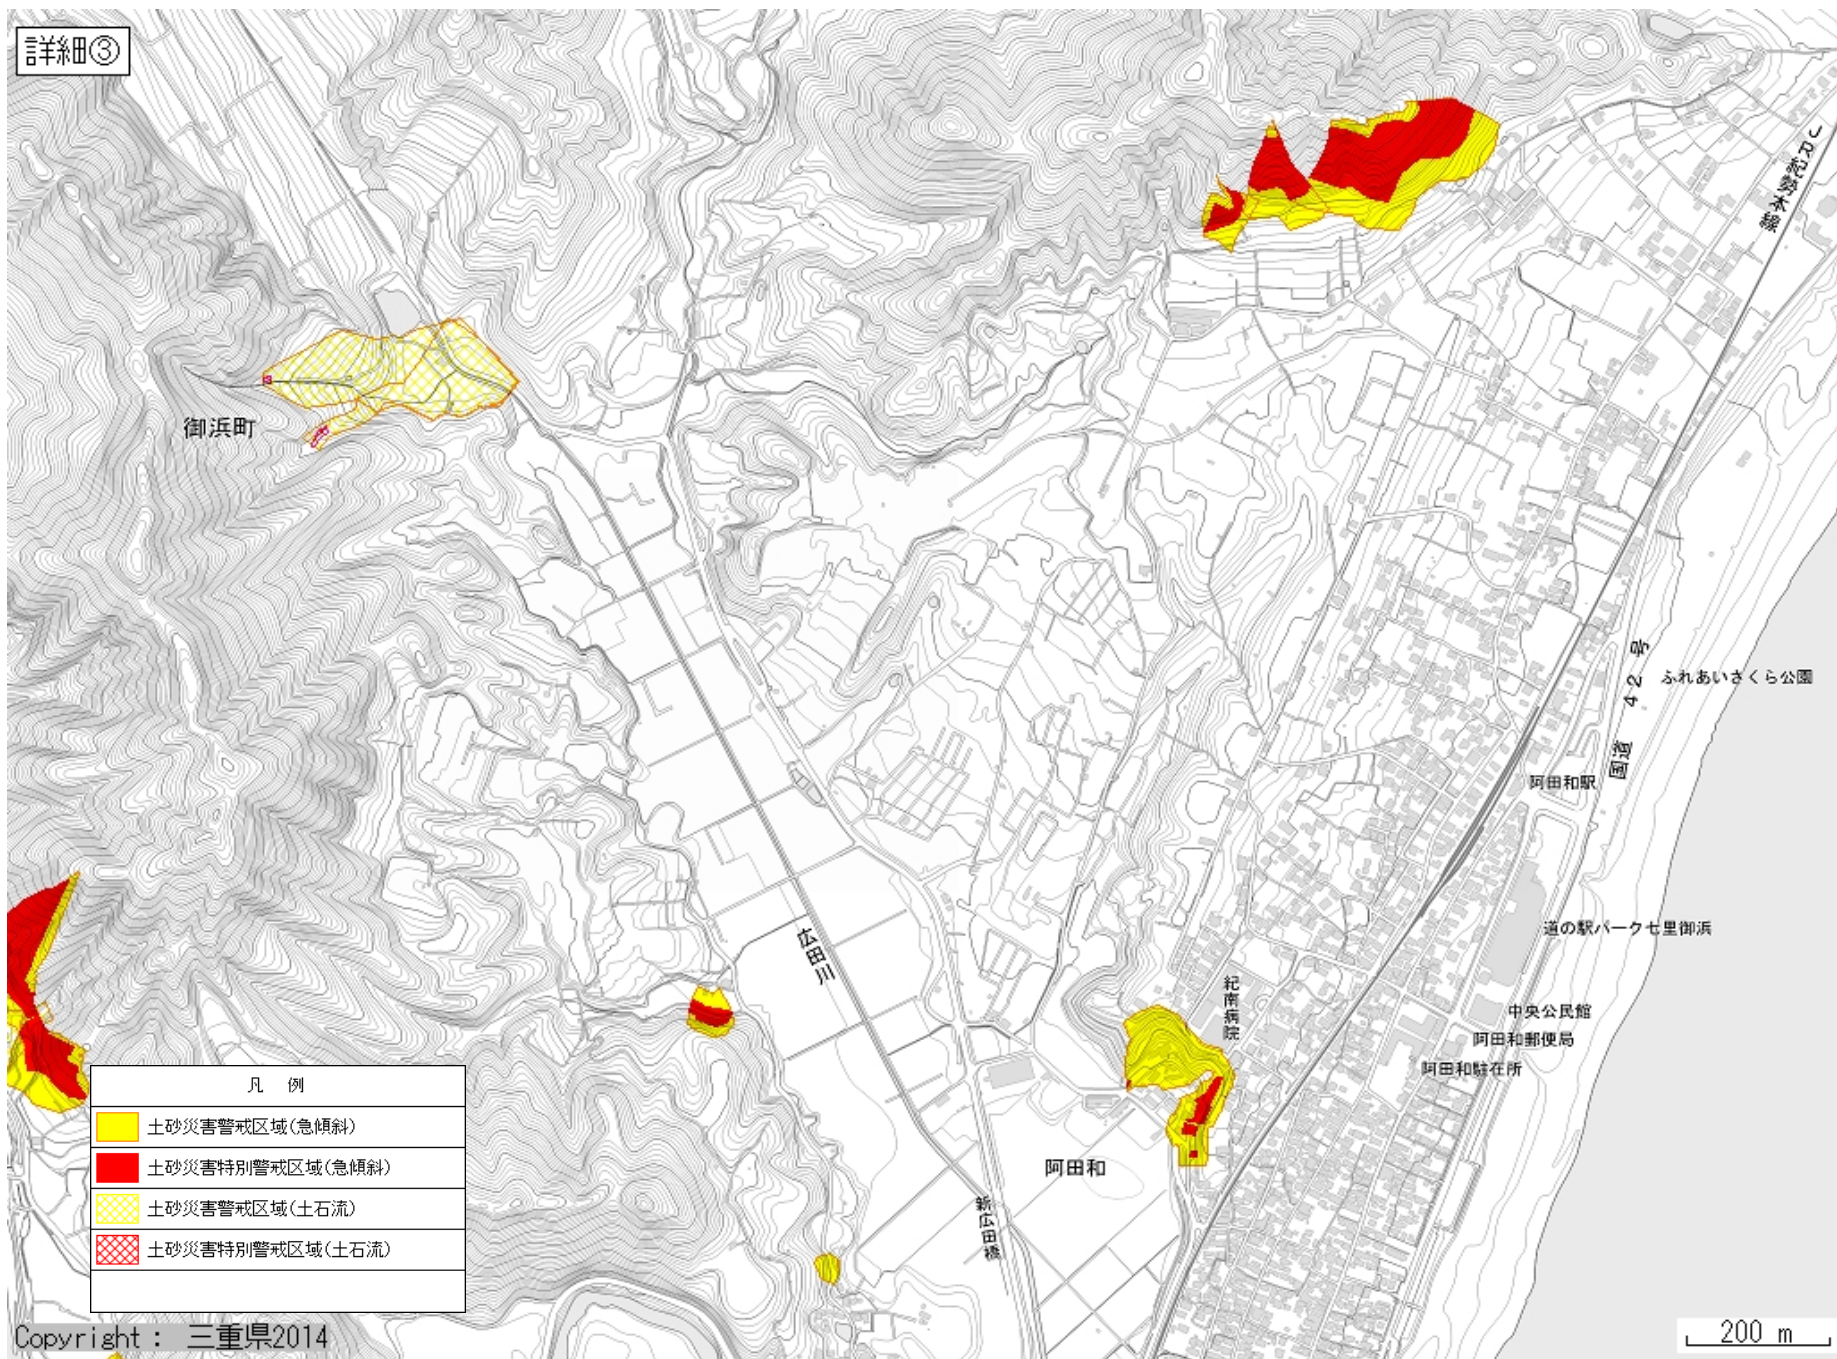 詳細③
JR紀勢本線
御浜町
国道 42号
ふれあいさくら公園
阿田和駅
道の駅パーク七里御浜
広田川
紀南病院
中央公民館
阿田和郵便局
阿田和駐在所
阿田和
新広田橋
凡 例
土砂災害警戒区域(急傾斜)
土砂災害特別警戒区域(急傾斜)
土砂災害警戒区域(土石流)
土砂災害特別警戒区域(土石流)
Copyright : 三重県2014
200 m